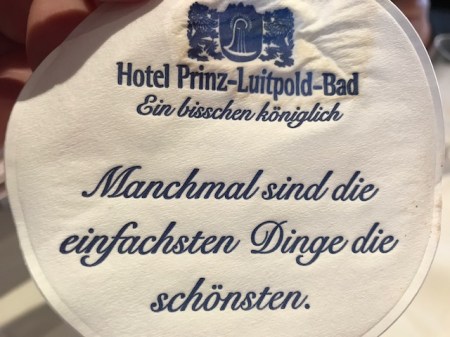 Hotel Prinz-Luitpold-Bad
Ein bisschen königlich
Manchmal sind die
einfachsten Dinge die
schönsten.